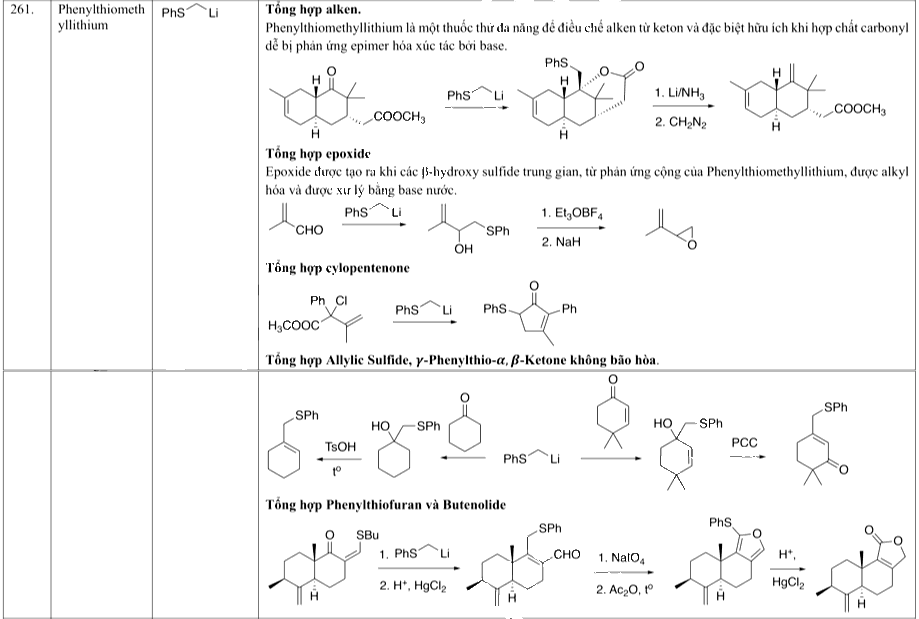 261.
Phenylthiometh
yllithium
PhS Li
Tổng hợp alken.
Phenylthiomethyllithium là một thuốc thử đa năng để điều chế alken từ keton và đặc biệt hữu ích khi hợp chất carbonyl
dễ bị phản ứng epimer hóa xúc tác bởi base.
H O H COOCH3
PhS Li
PhS O O H H
1. Li/NH3
2. CH2N2
H H COOCH3
Tổng hợp epoxide
Epoxide được tạo ra khi các β-hydroxy sulfide trung gian, từ phản ứng cộng của Phenylthiomethyllithium, được alkyl
hóa và được xử lý bằng base nước.
CHO
PhS Li
SPh
OH
1. Et3OBF4
2. NaH
O
Tổng hợp cylopentenone
Ph Cl
H3COOC
PhS Li
O
PhS Ph
Tổng hợp Allylic Sulfide, γ-Phenylthio-α, β-Ketone không bão hòa.
SPh
TsOH
tº
HO SPh
O
PhS Li
O
HO SPh
PCC
SPh
O
Tổng hợp Phenylthiofuran và Butenolide
O SBu
H
1. PhS Li
2. H+, HgCl2
SPh
CHO
H
1. NaIO4
2. Ac2O, tº
PhS O
H
H+,
HgCl2
O O
H